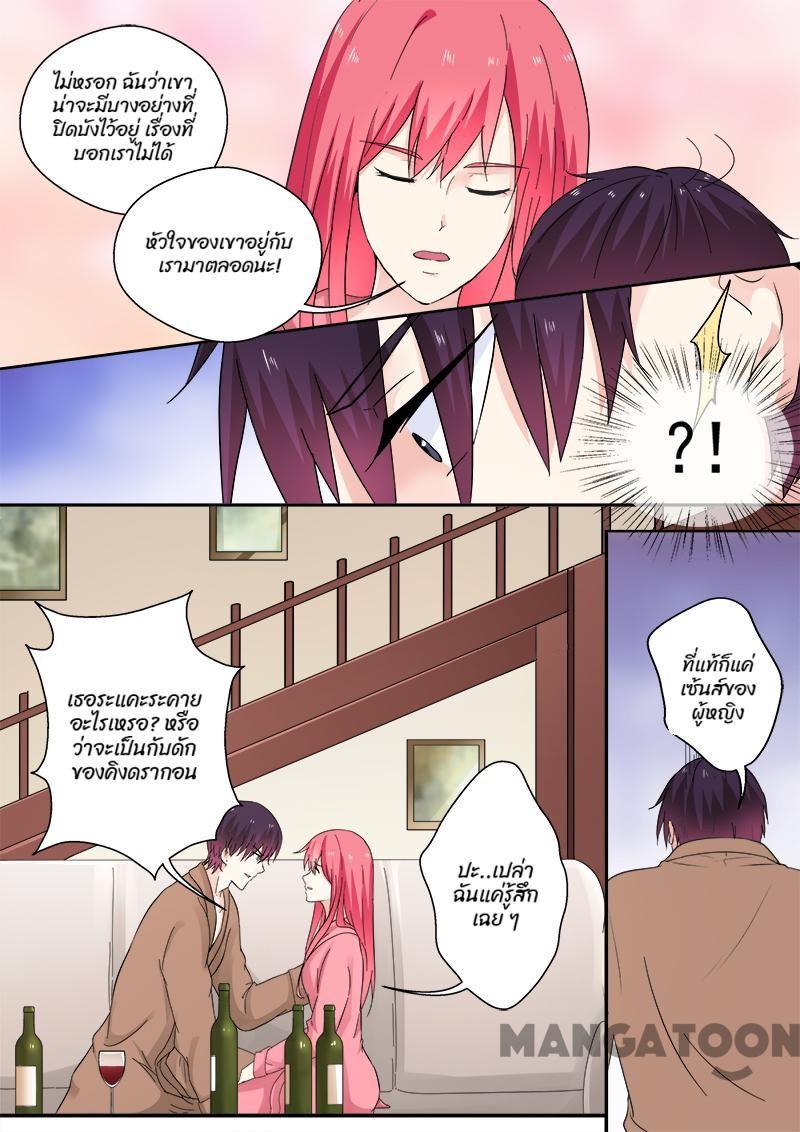 ไม่หรอก ฉันว่าเขา
น่าจะมีบางอย่างที่
ปิดบังไว้อยู่ เรื่องที่
บอกเราไม่ได้
หัวใจของเขาอยู่กับ
เรามาตลอดนะ!
?!
เธอระแคะระคาย
อะไรเหรอ? หรือ
ว่าจะเป็นกับดัก
ของคิงดรากอน
ปะ..เปล่า
ฉันแค่รู้สึก
เฉย ๆ
ที่แท้ก็แค่
เซ้นส์ของ
ผู้หญิง
MANGATOON